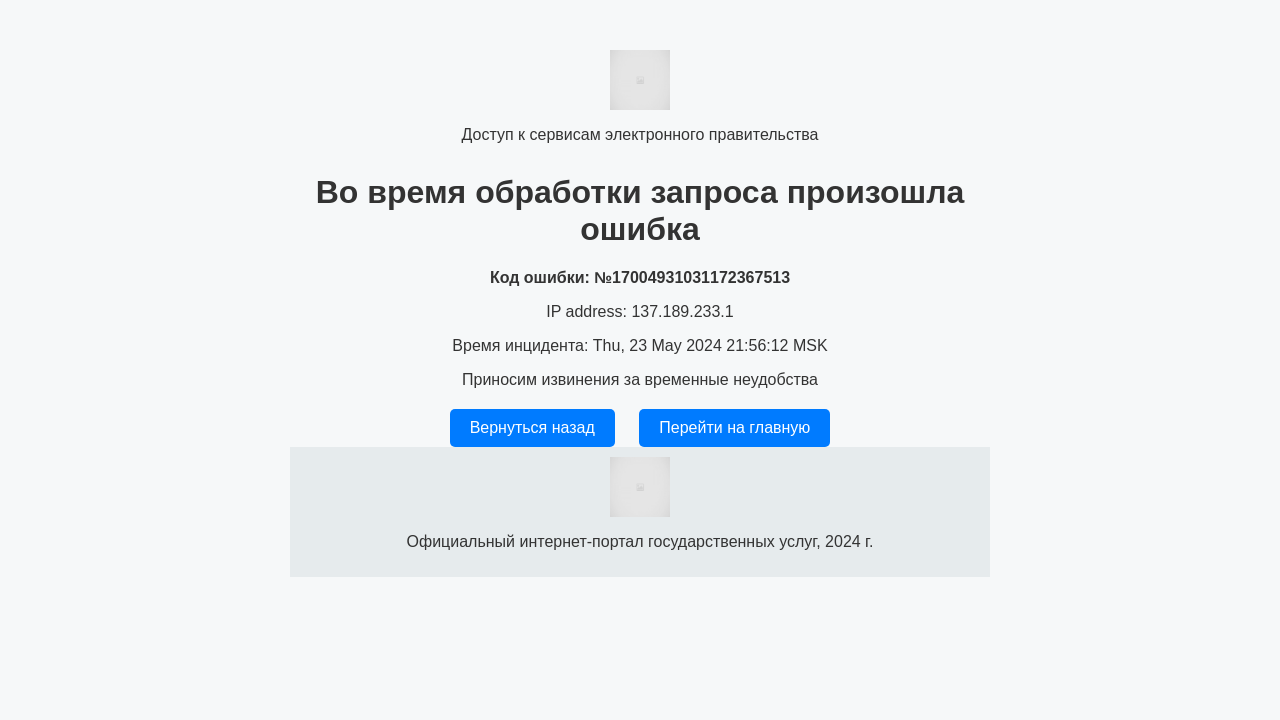 Доступ к сервисам электронного правительства
Во время обработки запроса произошла
ошибка
Код ошибки: №17004931031172367513
IP address: 137.189.233.1
Время инцидента: Thu, 23 May 2024 21:56:12 MSK
Приносим извинения за временные неудобства
Вернуться назад
Перейти на главную
Официальный интернет-портал государственных услуг, 2024 г.